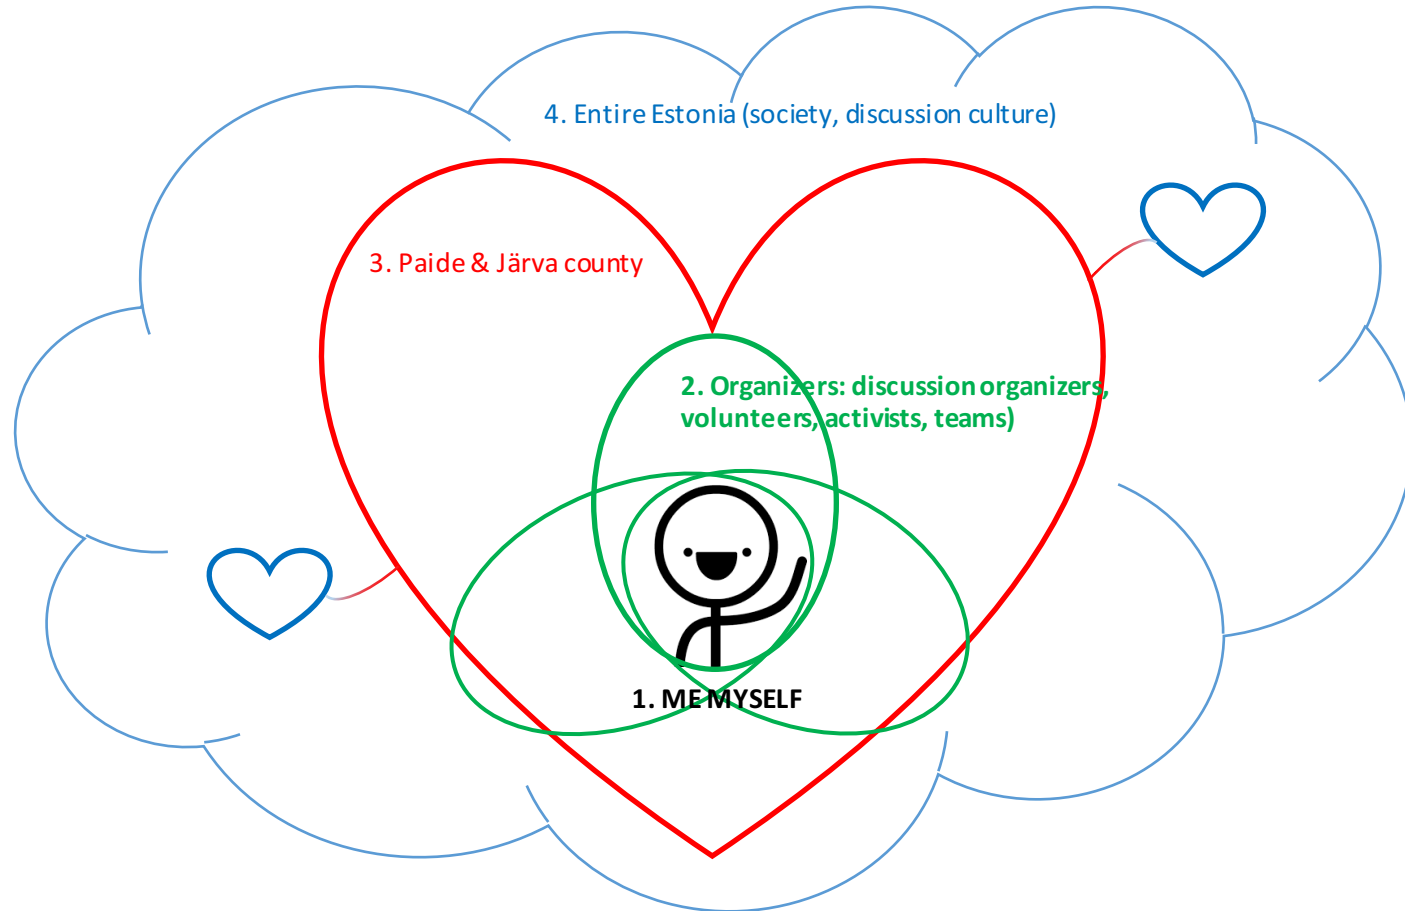 4. Entire Estonia (society, discussion culture)
3. Paide & Järva county
2. Organizers: discussion organizers,
volunteers, activists, teams)
1. ME MYSELF